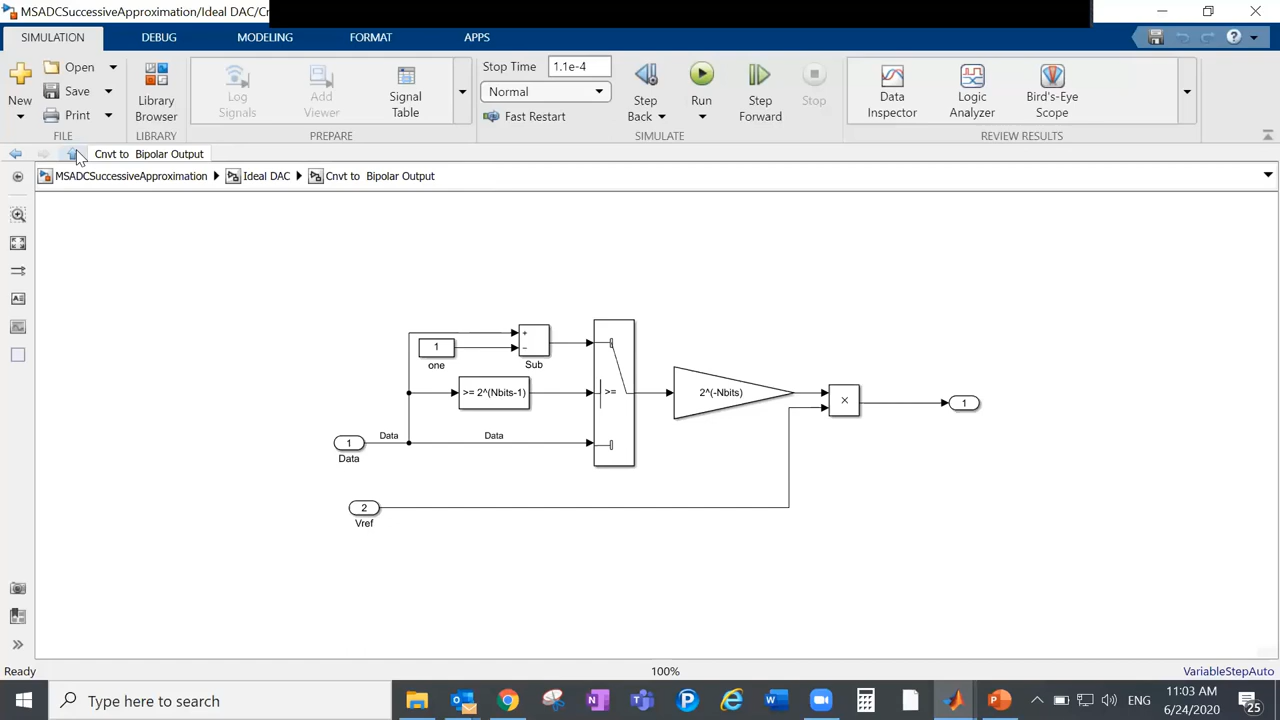 MSADCSuccessiveApproximation/Ideal DAC/Cn
SIMULATION DEBUG MODELING FORMAT APPS
New
Open
Save
Print
FILE
Library Browser
LIBRARY
Log Signals
Add Viewer
Signal Table
PREPARE
Stop Time 1.1e-4
Normal
Fast Restart
Step Back
Run
Step Forward
Stop
SIMULATE
Data Inspector
Logic Analyzer
Bird's-Eye Scope
REVIEW RESULTS
Cnvt to Bipolar Output
MSADCSuccessiveApproximation Ideal DAC Cnvt to Bipolar Output
+
−
1
one
Sub
>= 2^(Nbits-1)
>=
2^(-Nbits)
×
1
Data
Data
1
Data
2
Vref
Ready 100% VariableStepAuto
Type here to search
ENG
11:03 AM
6/24/2020
25